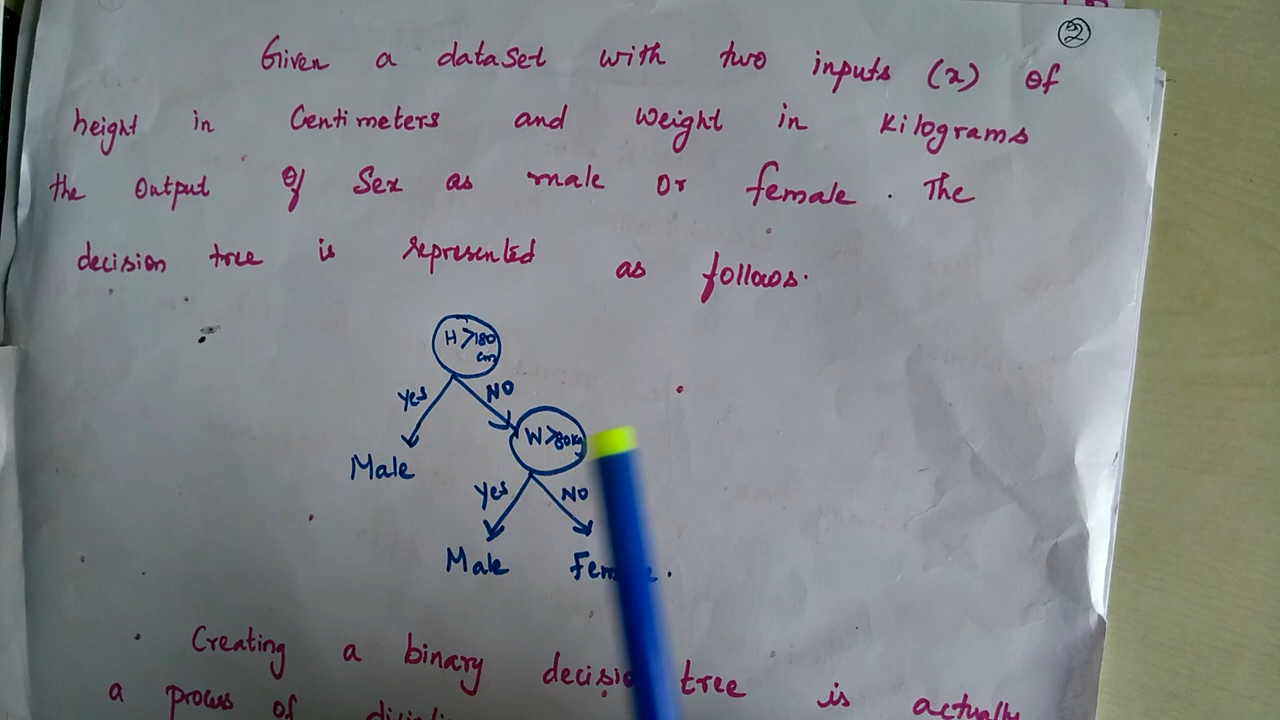 2
Given a dataset with two inputs (x) of
height in Centimeters and weight in kilograms
the output of Sex as male or female. The
decision tree is represented as follows.
H>180 cm
Yes NO
W>80kg
Male
Yes NO
Male
Creating a binary tree is actually
a process of